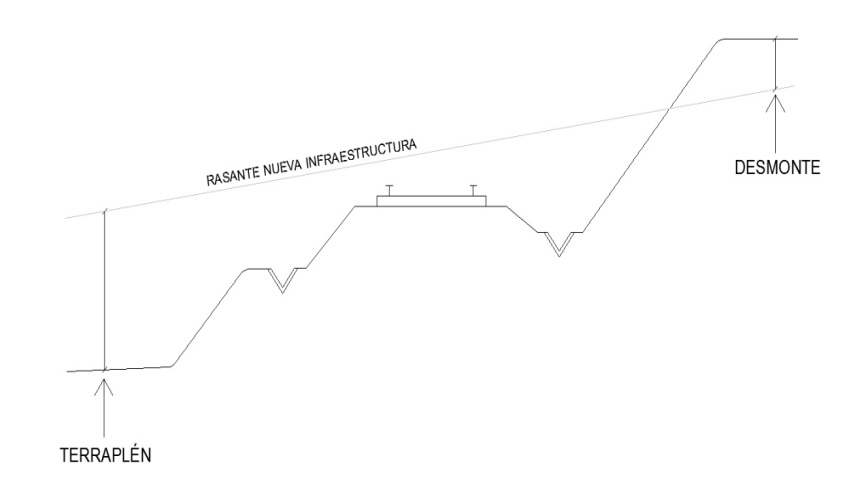 RASANTE NUEVA INFRAESTRUCTURA
DESMONTE
TERRAPLÉN